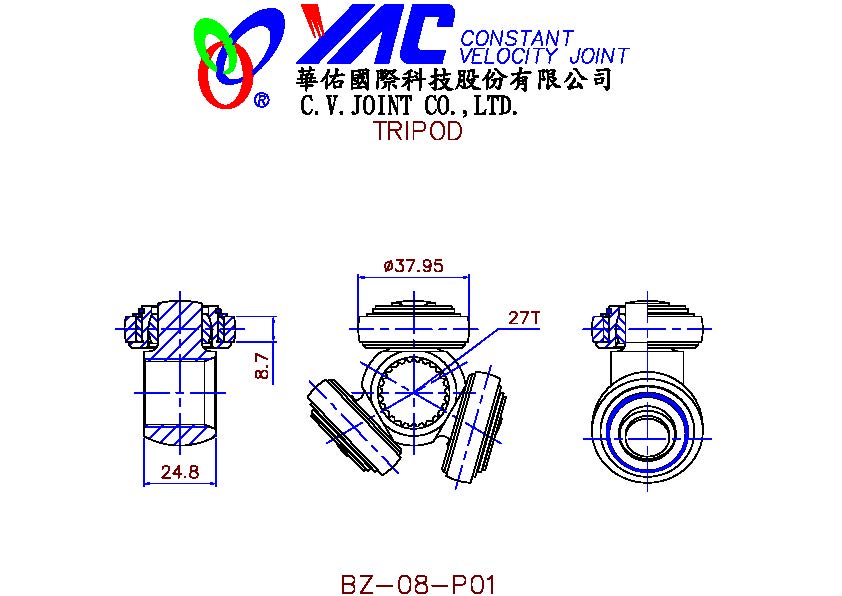 YAC CONSTANT
VELOCITY JOINT
®
華佑國際科技股份有限公司
C.V.JOINT CO.,LTD.
TRIPOD
ø37.95
27T
8.7
24.8
BZ-08-P01